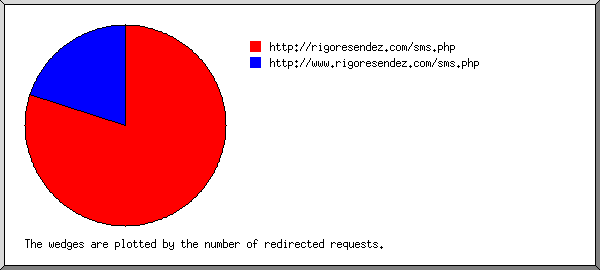 http://rigoresendez.com/sms.php
http://www.rigoresendez.com/sms.php
The wedges are plotted by the number of redirected requests.